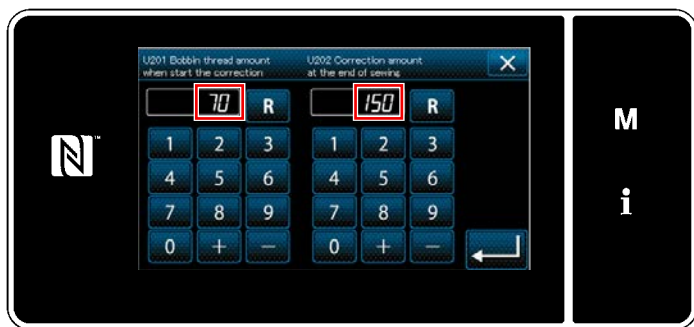 U201 Bobbin thread amount
when start the correction
U202 Correction amount
at the end of sewing
70 R
150 R
1 2 3
4 5 6
7 8 9
0 + −
1 2 3
4 5 6
7 8 9
0 + −
M
i